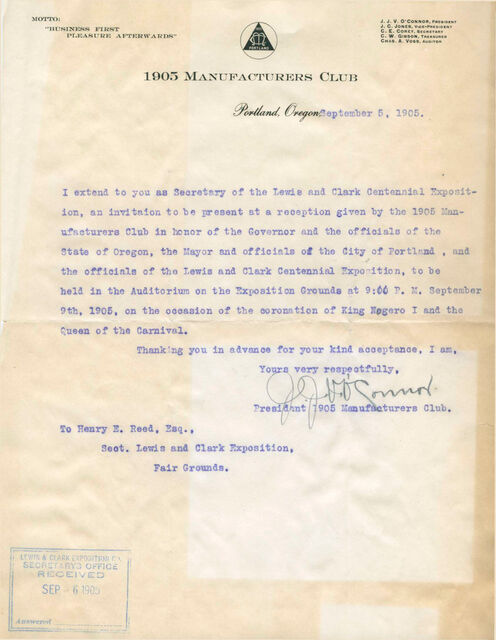 MOTTO:
"BUSINESS FIRST
PLEASURE AFTERWARDS"
PORTLAND
J. J. V. O'CONNOR, PRESIDENT
J. C. JONES, VICE-PRESIDENT
C. E. COREY, SECRETARY
C. W. GIBSON, TREASURER
CHAS. A. VOSS, AUDITOR
1905 MANUFACTURERS CLUB
Portland, Oregon September 5, 1905.
I extend to you as Secretary of the Lewis and Clark Centennial Exposit-
ion, an invitaion to be present at a reception given by the 1905 Man-
ufacturers Club in honor of the Governor and the officials of the
State of Oregon, the Mayor and officials of the City of Portland , and
the officials of the Lewis and Clark Centennial Exposition, to be
held in the Auditorium on the Exposition Grounds at 9:00 P. M. September
9th, 1905, on the occasion of the coronation of King Nogero I and the
Queen of the Carnival.
Thanking you in advance for your kind acceptance, I am,
Yours very respectfully,
J. J. V. O'Connor.
President 1905 Manufacturers Club.
To Henry E. Reed, Esq.,
Sect. Lewis and Clark Exposition,
Fair Grounds.
LEWIS & CLARK EXPOSITION CO.
SECRETARYS OFFICE
RECEIVED
SEP - 6 1905
Answered